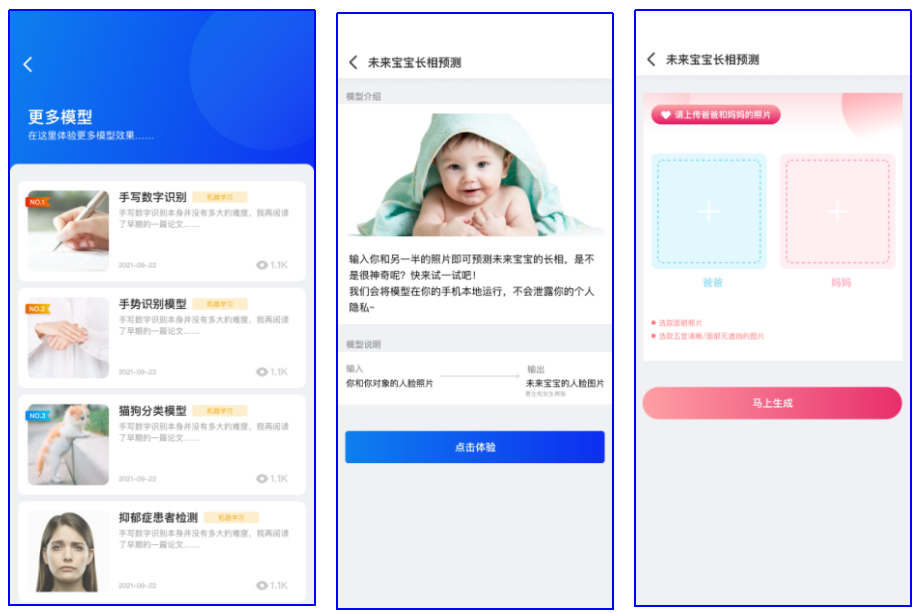 更多模型
在这里体验更多模型效果……
NO.1
手写数字识别 机器学习
手写数字识别本身并没有多大的难度，我再阅读
了早期的一篇论文……
2021-09-22 1.1K
NO.2
手势识别模型 机器学习
手写数字识别本身并没有多大的难度，我再阅读
了早期的一篇论文……
2021-09-22 1.1K
NO.3
猫狗分类模型 机器学习
手写数字识别本身并没有多大的难度，我再阅读
了早期的一篇论文……
2021-09-22 1.1K
抑郁症患者检测 机器学习
手写数字识别本身并没有多大的难度，我再阅读
了早期的一篇论文……
2021-09-22 1.1K
未来宝宝长相预测
模型介绍
输入你和另一半的照片即可预测未来宝宝的长相，是不
是很神奇呢？快来试一试吧！
我们会将模型在你的手机本地运行，不会泄露你的个人
隐私~
模型说明
输入
你和你对象的人脸照片
输出
未来宝宝的人脸图片
点击体验
未来宝宝长相预测
请上传爸爸和妈妈的照片
爸爸
妈妈
选取面部照片
选取五官清晰/面部无遮挡的图片
马上生成